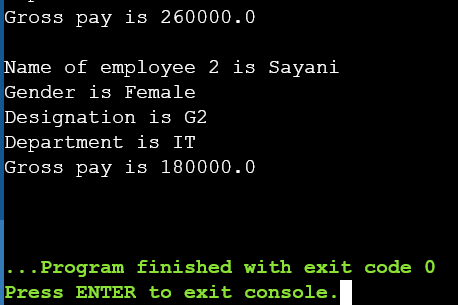 Gross pay is 260000.0
Name of employee 2 is Sayani
Gender is Female
Designation is G2
Department is IT
Gross pay is 180000.0
...Program finished with exit code 0
Press ENTER to exit console.